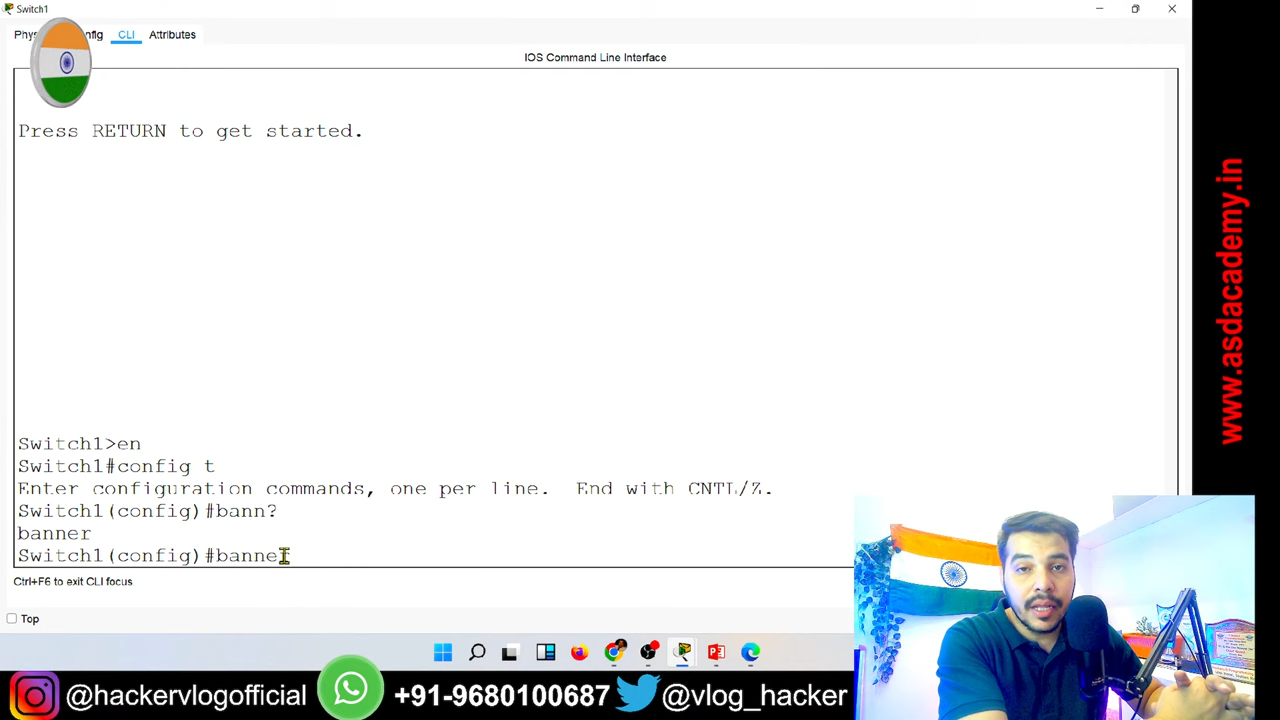 Switch1
Phys
nfig
CLI
Attributes
IOS Command Line Interface
Press RETURN to get started.
Switch1>en
Switch1#config t
Enter configuration commands, one per line.  End with CNTL/Z.
Switch1(config)#bann?
banner
Switch1(config)#banne
Ctrl+F6 to exit CLI focus
Top
www.asdacademy.in
@hackervlogofficial
+91-9680100687
@vlog_hacker